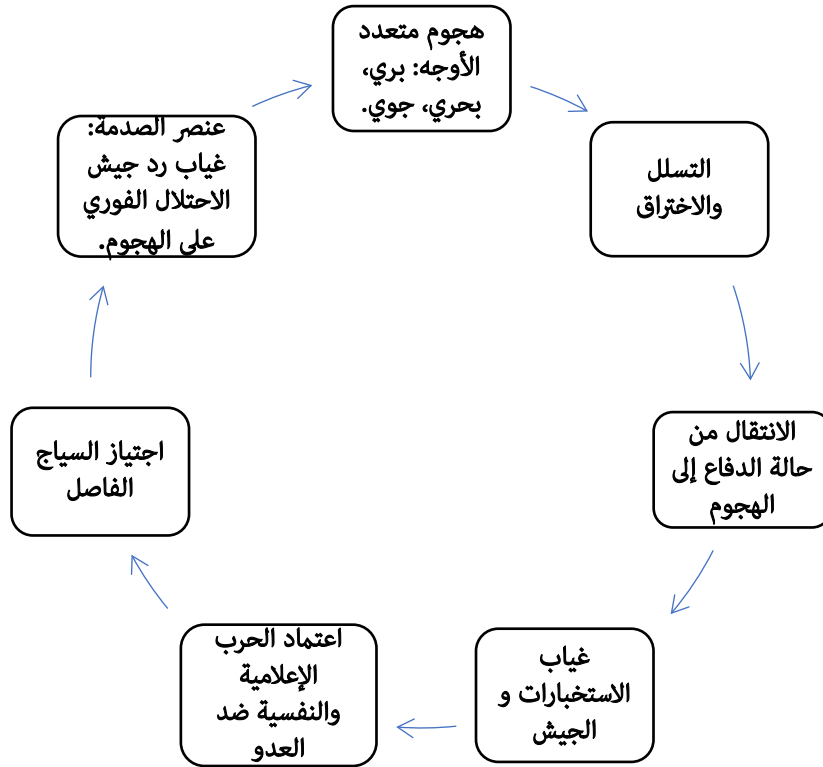 هجوم متعدد
الأوجه: بري،
بحري، جوي.
التسلل
والاختراق
الانتقال من
حالة الدفاع إلى
الهجوم
غياب
الاستخبارات و
الجيش
اعتماد الحرب
الإعلامية
والنفسية ضد
العدو
اجتياز السياج
الفاصل
عنصر الصدمة:
غياب رد جيش
الاحتلال الفوري
على الهجوم.